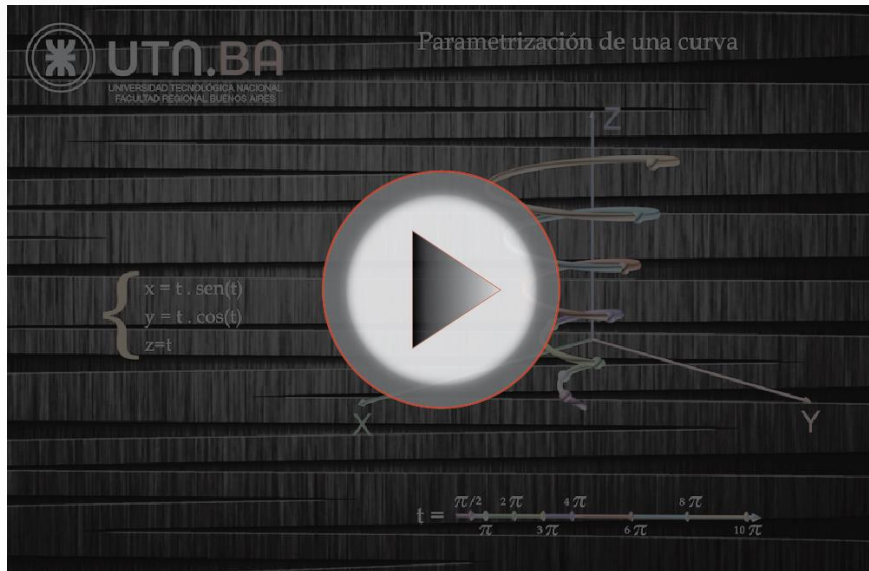 UTN.BA
UNIVERSIDAD TECNOLÓGICA NACIONAL
FACULTAD REGIONAL BUENOS AIRES
Parametrización de una curva
Z
x = t . sen(t)
y = t . cos(t)
z=t
X
Y
t =
π/2 2π 4π 8π
π 3π 6π 10π